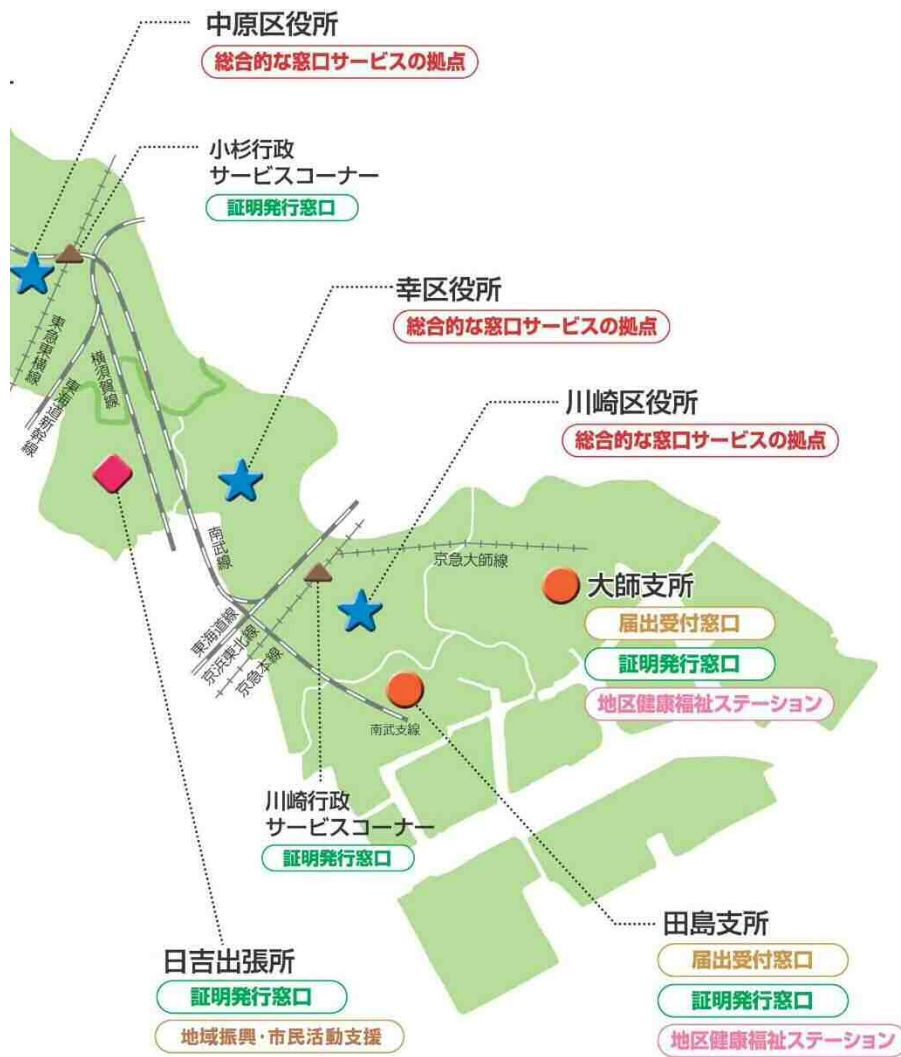 中原区役所
総合的な窓口サービスの拠点
小杉行政
サービスコーナー
証明発行窓口
幸区役所
総合的な窓口サービスの拠点
東急東横線
横須賀線
東海道新幹線
川崎区役所
総合的な窓口サービスの拠点
南武線
京急大師線
大師支所
届出受付窓口
証明発行窓口
地区健康福祉ステーション
東海道線
京浜東北線
京急本線
南武支線
川崎行政
サービスコーナー
証明発行窓口
田島支所
届出受付窓口
証明発行窓口
地区健康福祉ステーション
日吉出張所
証明発行窓口
地域振興・市民活動支援